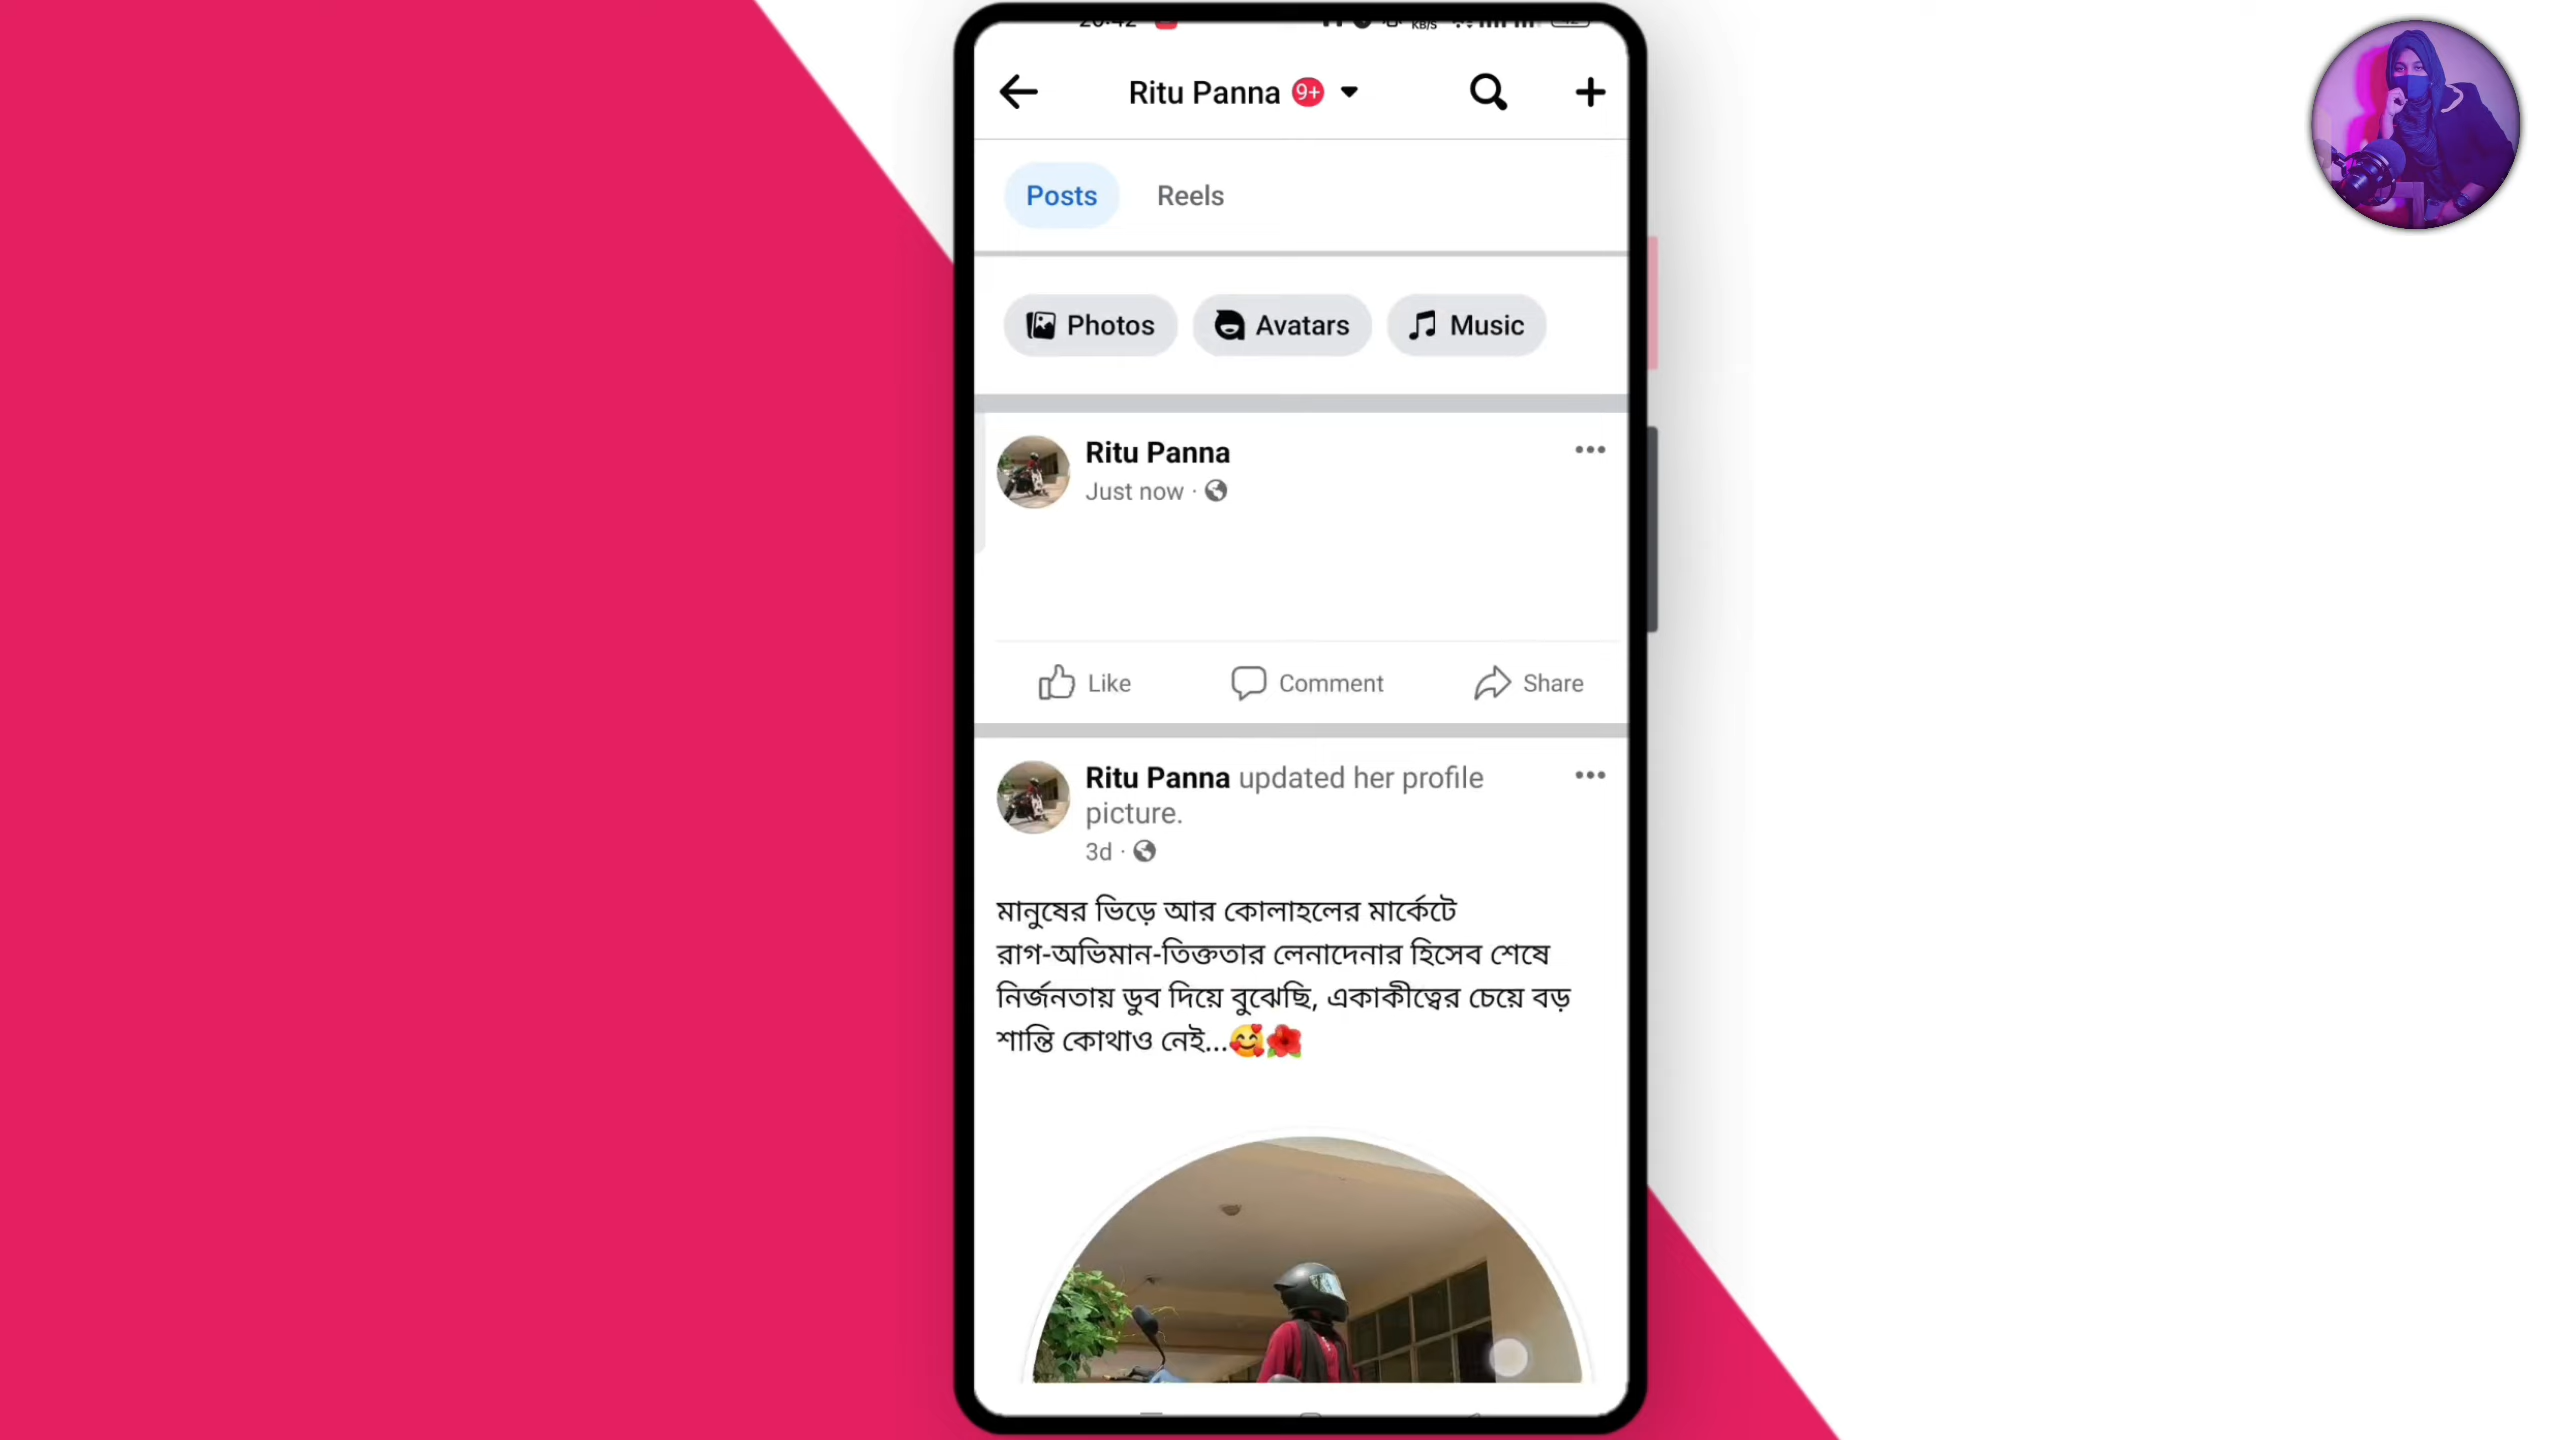 Ritu Panna 9+
Posts Reels
Photos Avatars Music
Ritu Panna
Just now ·
Like Comment Share
Ritu Panna updated her profile
picture.
3d ·
মানুষের ভিড়ে আর কোলাহলের মার্কেটে
রাগ-অভিমান-তিক্ততার লেনাদেনার হিসেব শেষে
নির্জনতায় ডুব দিয়ে বুঝেছি, একাকীত্বের চেয়ে বড়
শান্তি কোথাও নেই...🥰🌺